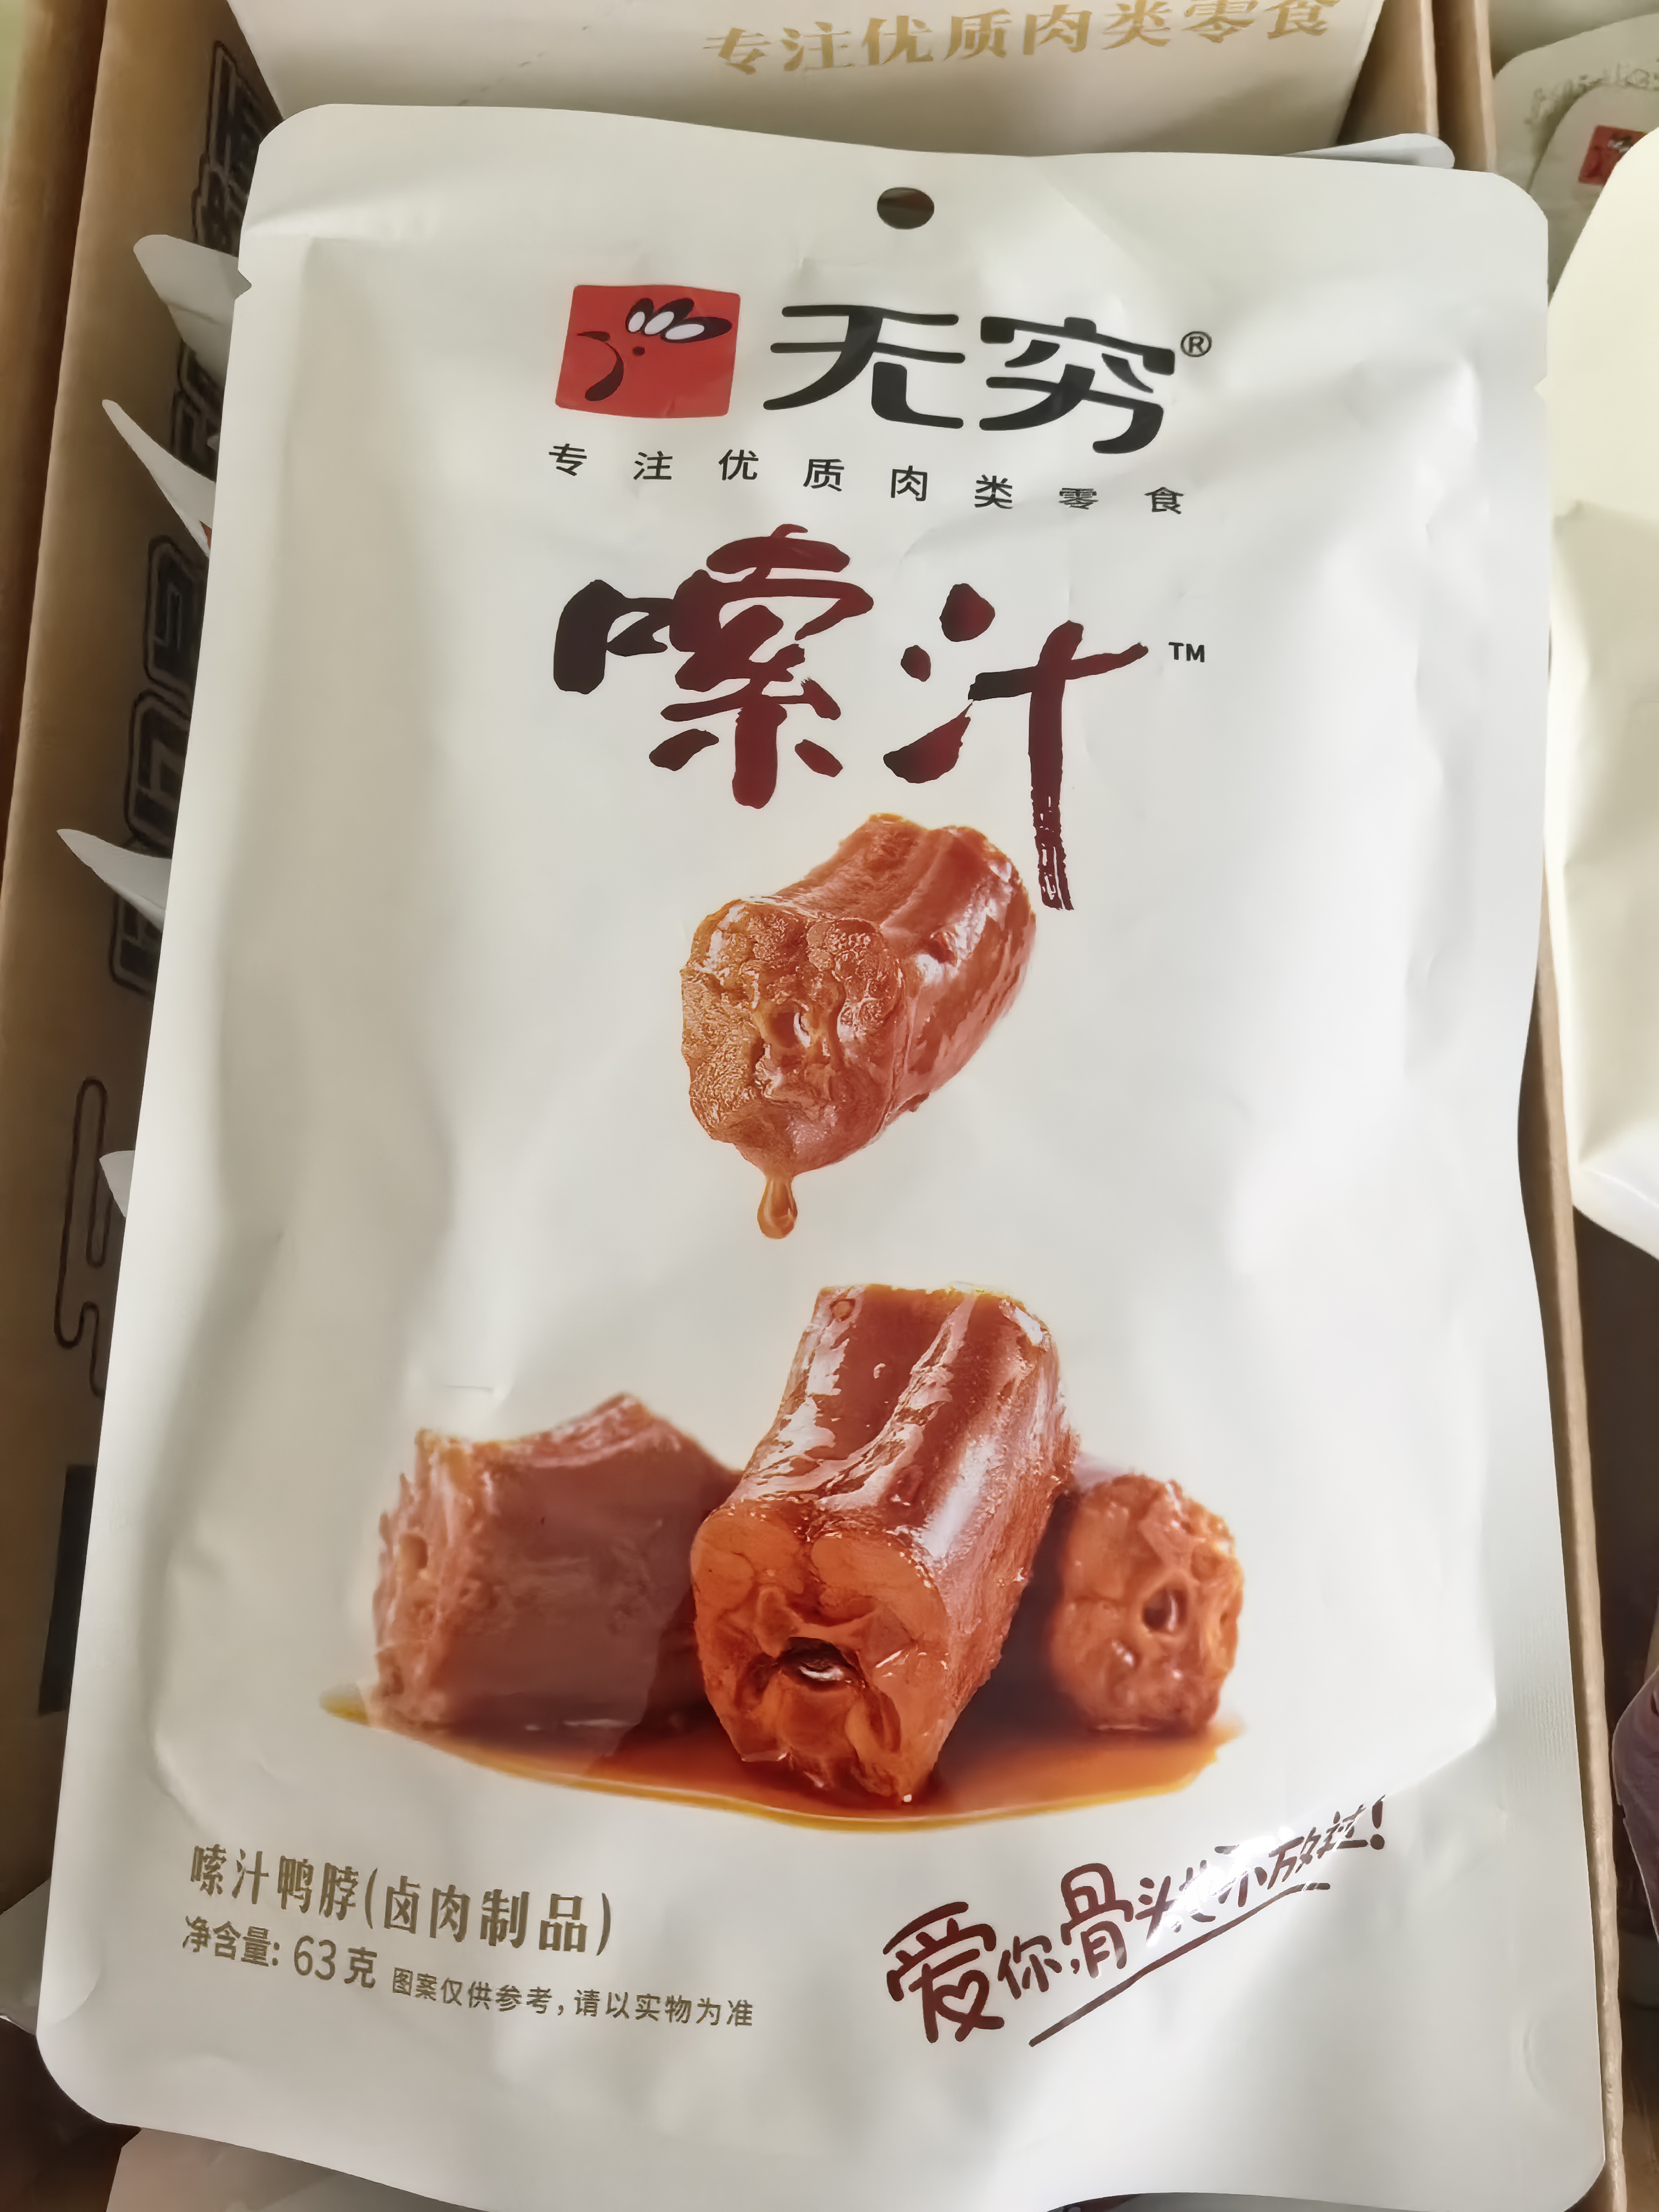 专注优质肉类零食
无穷®
专注优质肉类零食
嗦汁™
嗦汁鸭脖(卤肉制品)
净含量: 63克 图案仅供参考,请以实物为准
爱你,骨头都不放过!